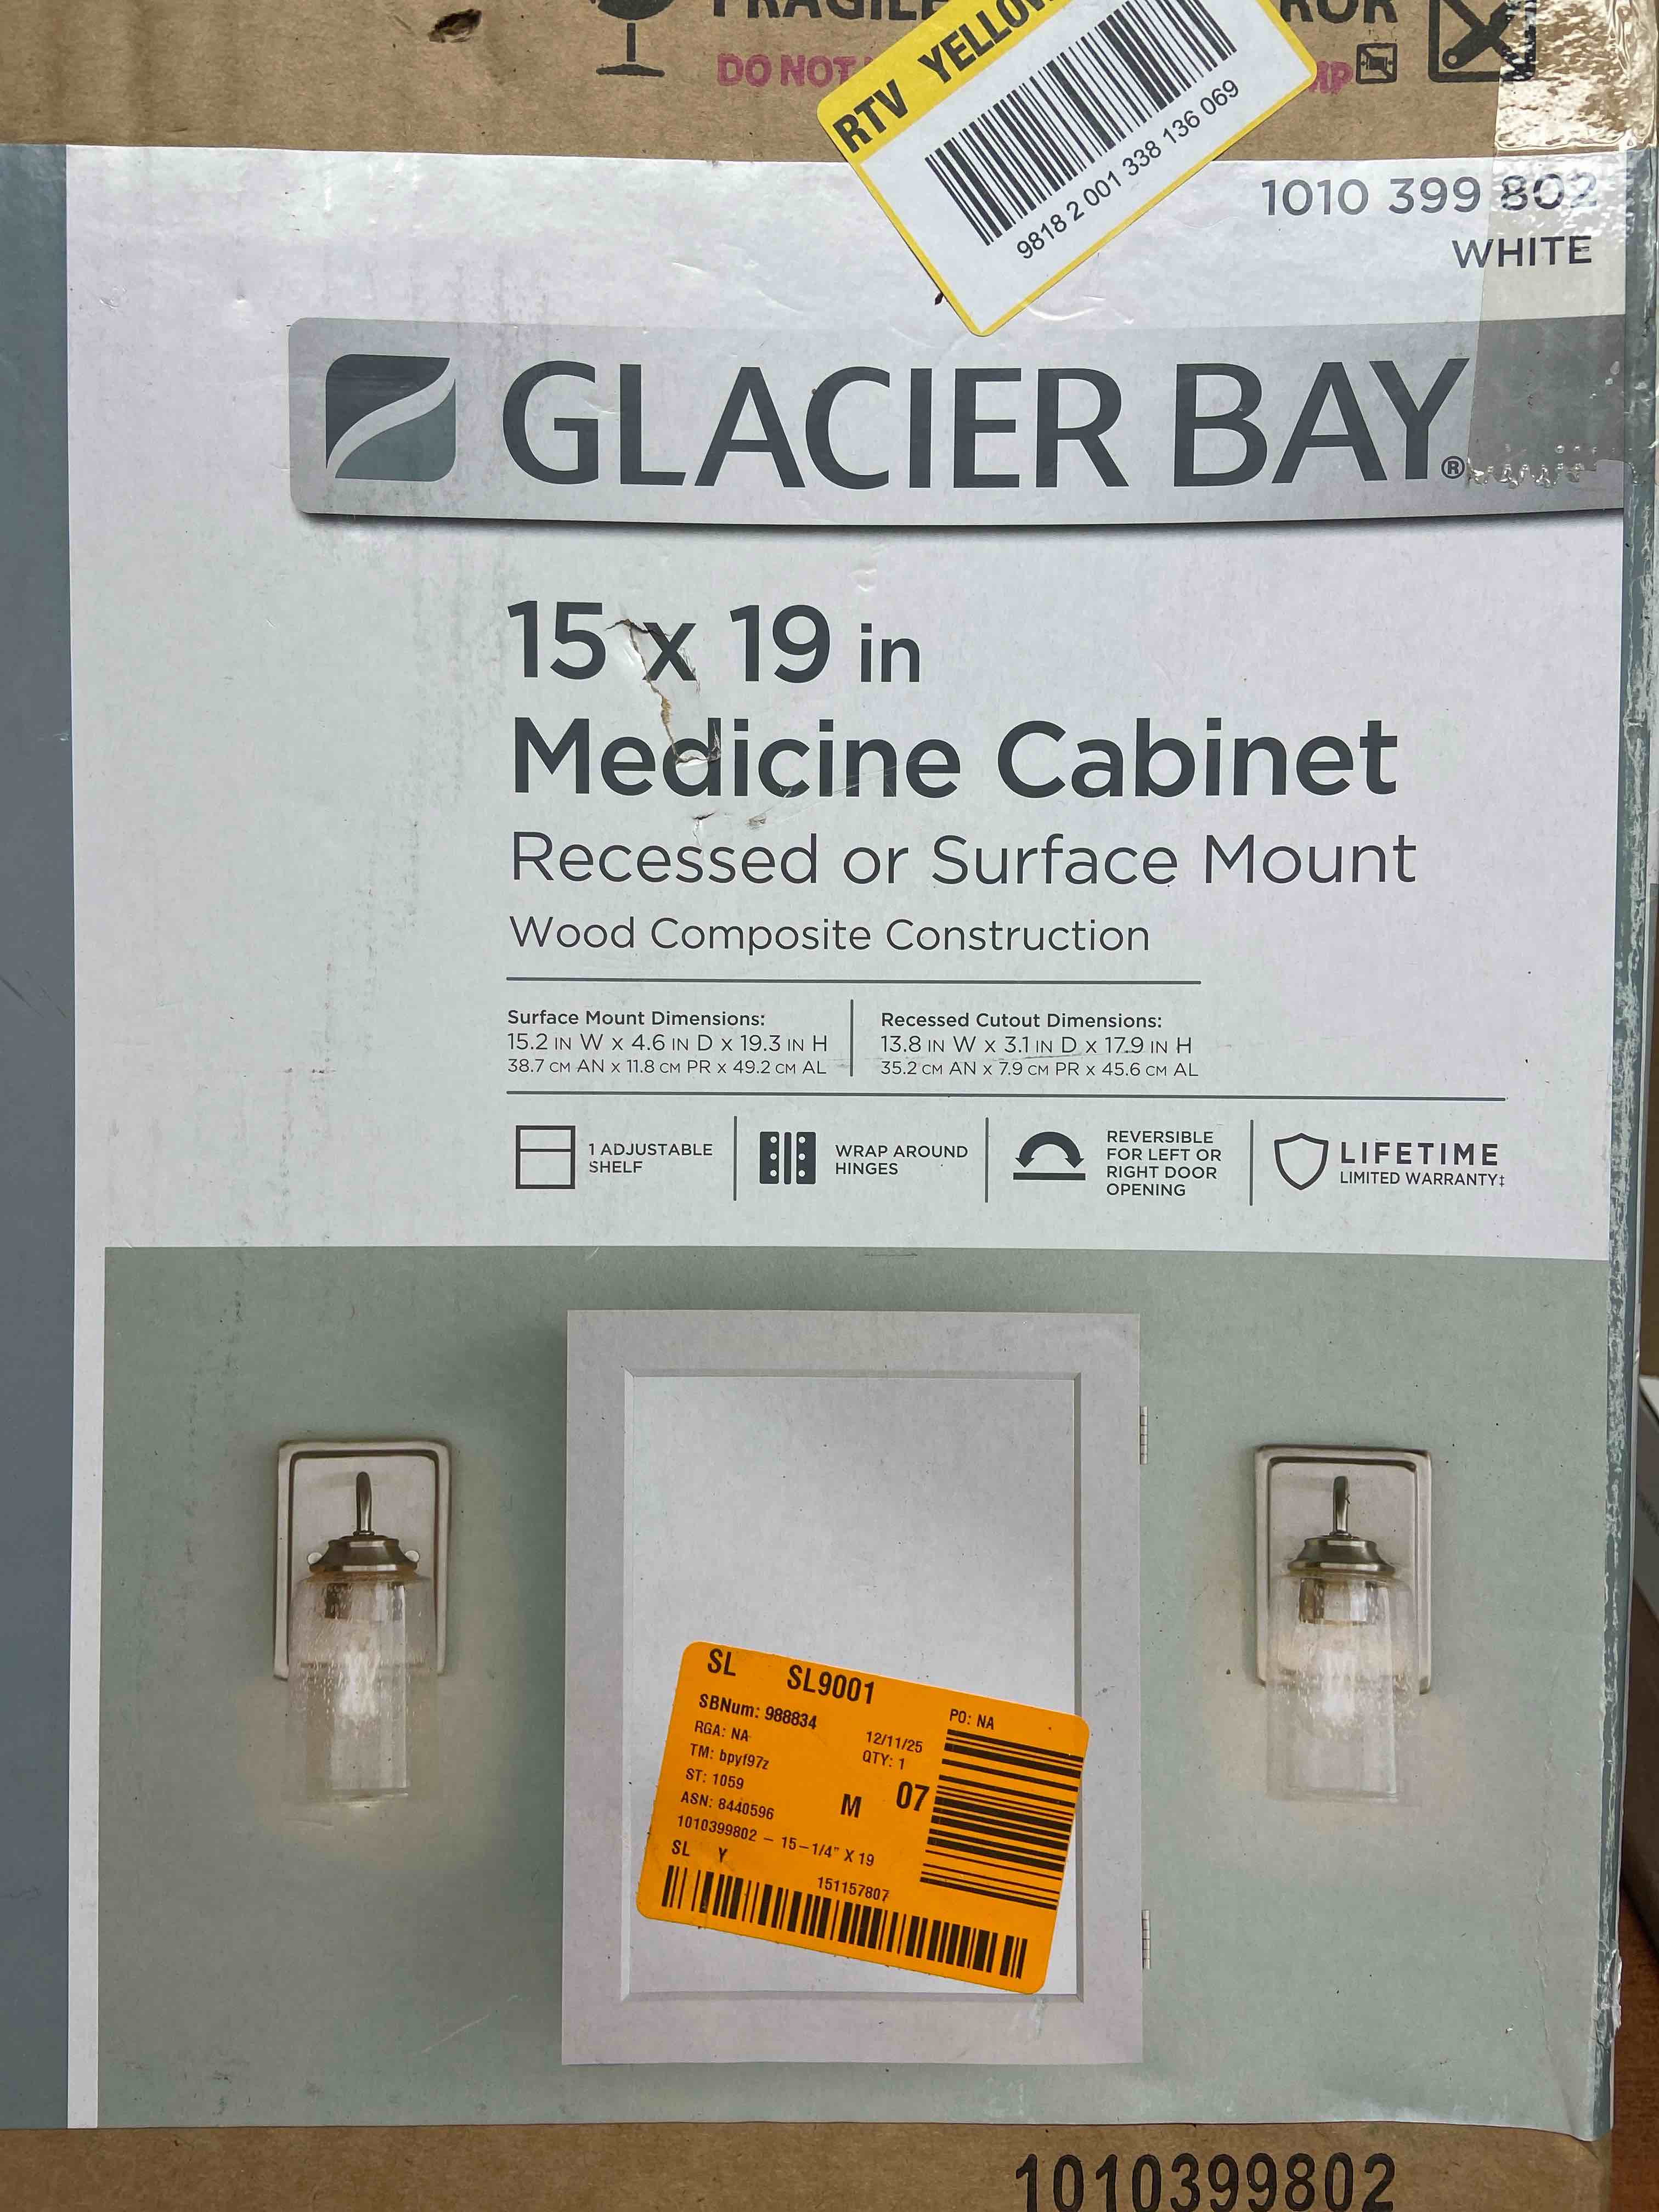 FRAGILE
DO NOT
RTV YELLOW
9818 2 001 338 136 069
1010 399 802
WHITE
GLACIER BAY®
15 x 19 in
Medicine Cabinet
Recessed or Surface Mount
Wood Composite Construction
Surface Mount Dimensions:
15.2 IN W x 4.6 IN D x 19.3 IN H
38.7 CM AN x 11.8 CM PR x 49.2 CM AL
Recessed Cutout Dimensions:
13.8 IN W x 3.1 IN D x 17.9 IN H
35.2 CM AN x 7.9 CM PR x 45.6 CM AL
1 ADJUSTABLE
SHELF
WRAP AROUND
HINGES
REVERSIBLE
FOR LEFT OR
RIGHT DOOR
OPENING
LIFETIME
LIMITED WARRANTY‡
SL SL9001
SBNum: 988834
PO: NA
RGA: NA
12/11/25
TM: bpyf97z
QTY: 1
ST: 1059
M 07
ASN: 8440596
1010399802 – 15-1/4" X 19
SL Y
151157807
1010399802